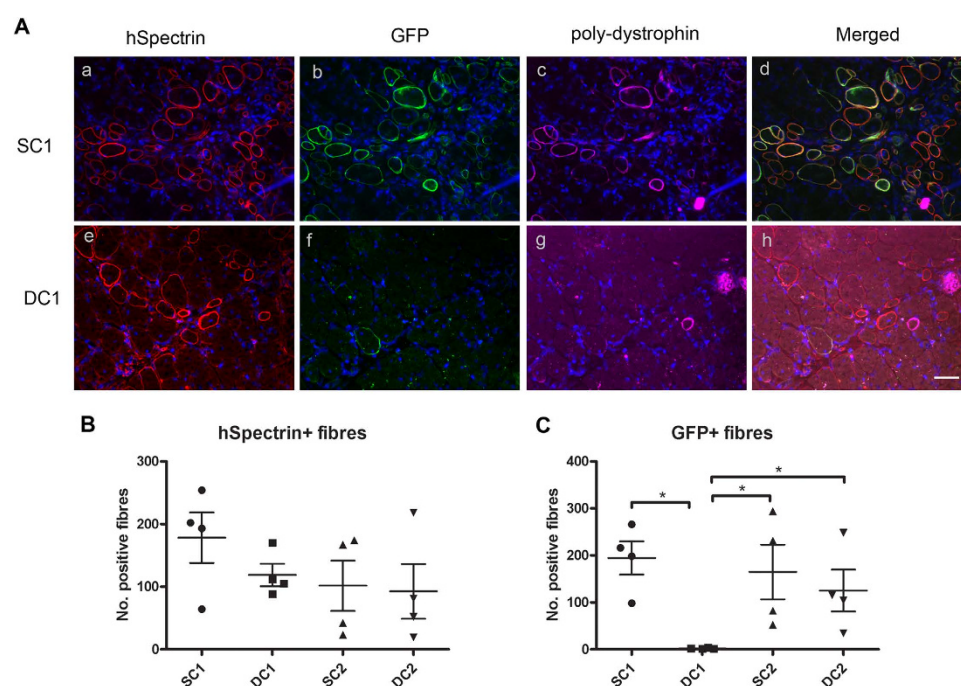 A
hSpectrin GFP poly-dystrophin Merged
SC1
a b c d
DC1
e f g h
B
hSpectrin+ fibres
No. positive fibres
300
200
100
0
SC1 DC1 SC2 DC2
C
GFP+ fibres
No. positive fibres
400
300
200
100
0
* * *
SC1 DC1 SC2 DC2